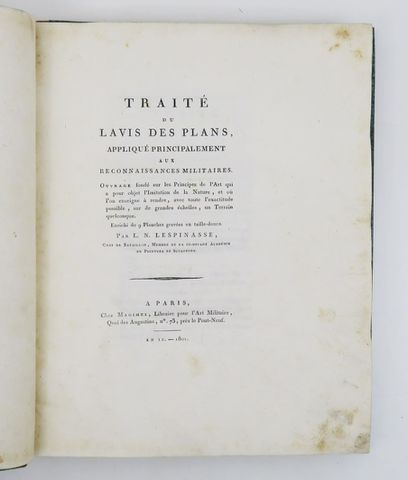 TRAITÉ
DU
LAVIS DES PLANS,
APPLIQUÉ PRINCIPALEMENT
AUX
RECONNAISSANCES MILITAIRES.
OUVRAGE fondé sur les Principes de l'Art qui
a pour objet l'Imitation de la Nature, et où
l'on enseigne à rendre, avec toute l'exactitude
possible, sur de grandes échelles, un Terrain
quelconque.
Enrichi de 9 Planches gravées en taille-douce.
PAR L. N. LESPINASSE,
CHEF DE BATAILLON, MEMBRE DE LA CI-DEVANT ACADÉMIE
DE PEINTURE ET SCULPTURE.
A PARIS,
Chez MAGIMEL, Libraire pour l'Art Militaire,
Quai des Augustins, n°. 73, près le Pont-Neuf.
AN IX. — 1801.